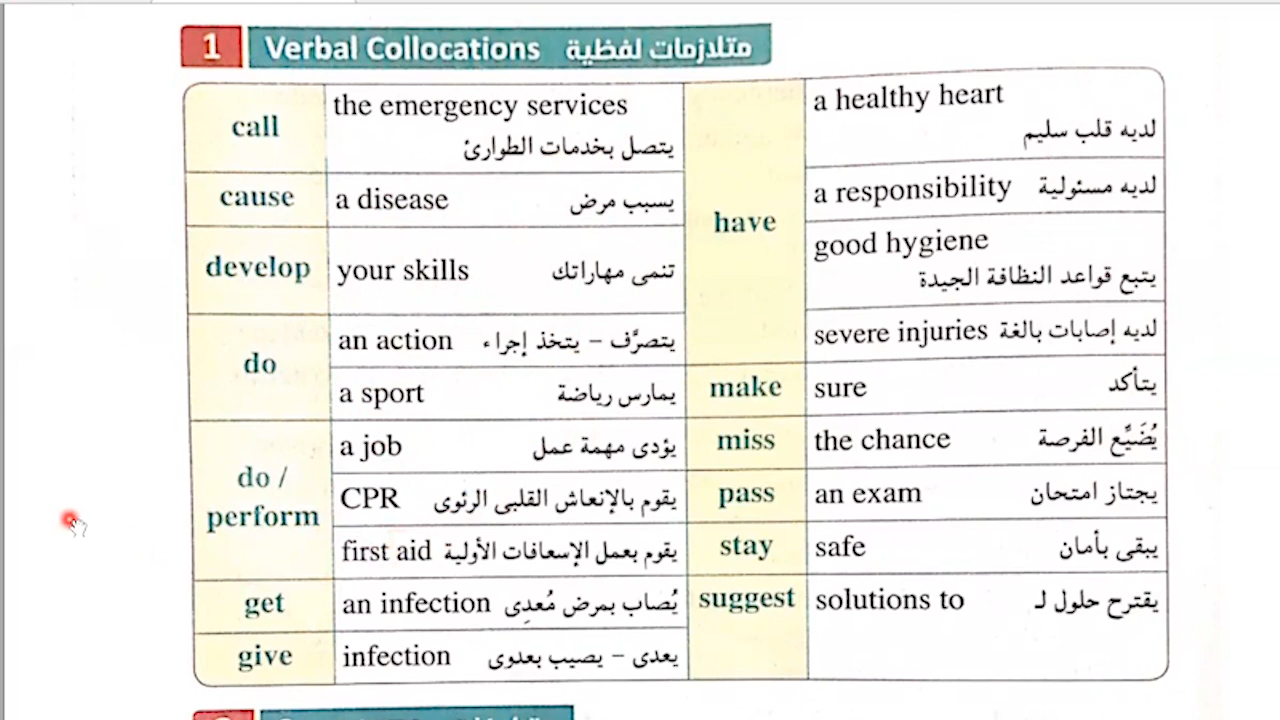 1 Verbal Collocations متلازمات لفظية
call
the emergency services
يتصل بخدمات الطوارئ
cause
a disease يسبب مرض
develop
your skills تنمى مهاراتك
do
an action يتصرَّف – يتخذ إجراء
a sport يمارس رياضة
do /
perform
a job يؤدى مهمة عمل
CPR يقوم بالإنعاش القلبى الرئوى
first aid يقوم بعمل الإسعافات الأولية
get
an infection يُصاب بمرض مُعدِى
give
infection يعدى – يصيب بعدوى
have
a healthy heart
لديه قلب سليم
a responsibility لديه مسئولية
good hygiene
يتبع قواعد النظافة الجيدة
severe injuries لديه إصابات بالغة
make
sure يتأكد
miss
the chance يُضَيِّع الفرصة
pass
an exam يجتاز امتحان
stay
safe يبقى بأمان
suggest
solutions to يقترح حلول لـ